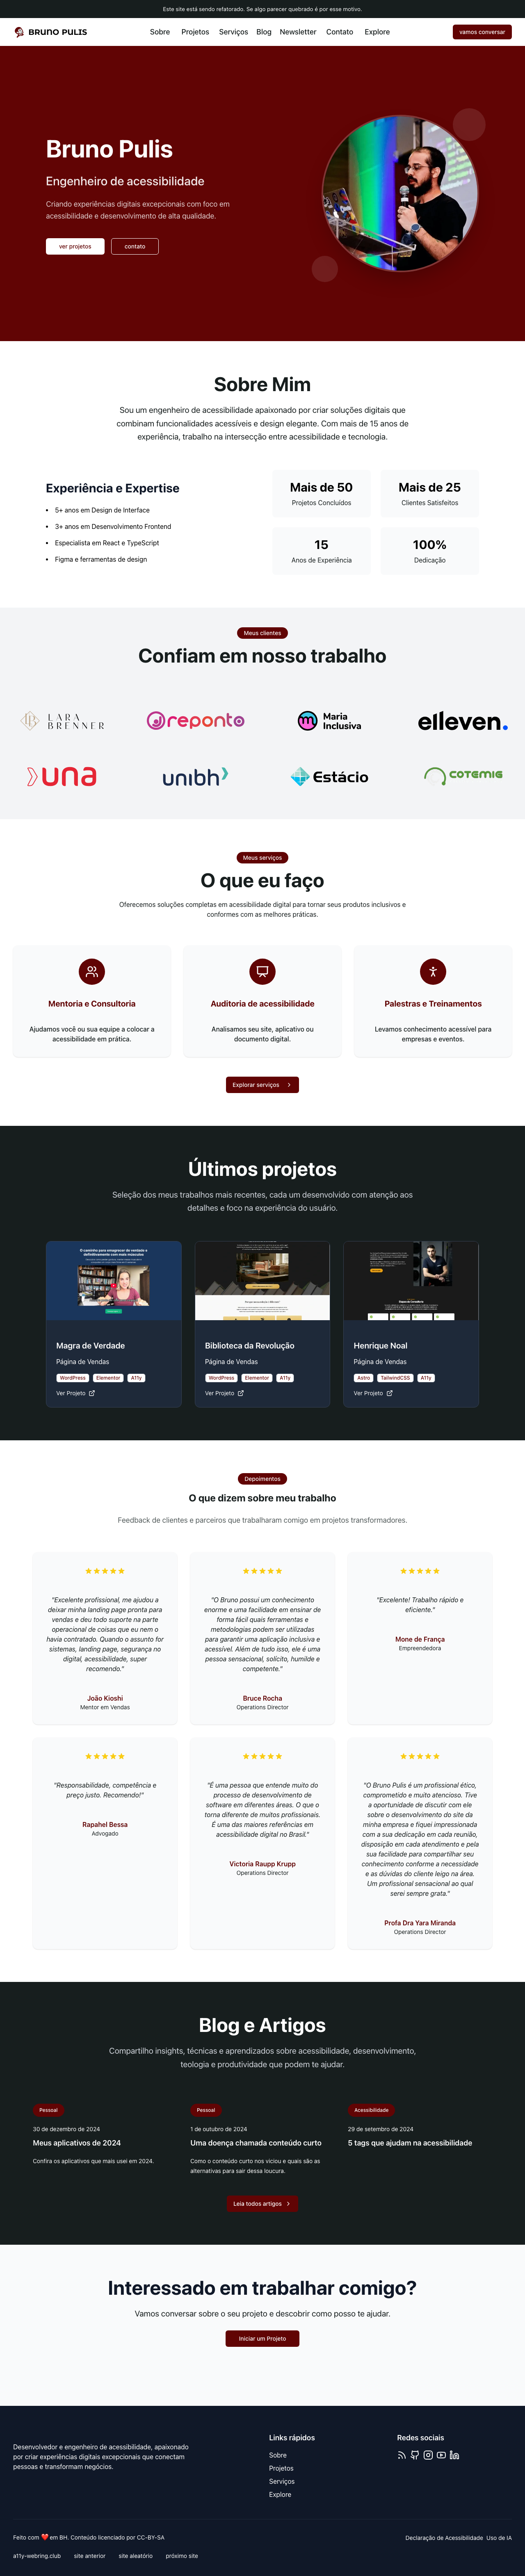 Este site está sendo refatorado. Se algo parecer quebrado é por esse motivo.
BRUNO PULIS
Sobre Projetos Serviços Blog Newsletter Contato Explore
vamos conversar
Bruno Pulis
Engenheiro de acessibilidade
Criando experiências digitais excepcionais com foco em
acessibilidade e desenvolvimento de alta qualidade.
ver projetos
contato
Sobre Mim
Sou um engenheiro de acessibilidade apaixonado por criar soluções digitais que
combinam funcionalidades acessíveis e design elegante. Com mais de 15 anos de
experiência, trabalho na intersecção entre acessibilidade e tecnologia.
Experiência e Expertise
• 5+ anos em Design de Interface
• 3+ anos em Desenvolvimento Frontend
• Especialista em React e TypeScript
• Figma e ferramentas de design
Mais de 50
Projetos Concluídos
Mais de 25
Clientes Satisfeitos
15
Anos de Experiência
100%
Dedicação
Meus clientes
Confiam em nosso trabalho
LARA
BRENNER
reponto
Maria
Inclusiva
elleven.
una
unibh
Estácio
COTEMIG
Meus serviços
O que eu faço
Oferecemos soluções completas em acessibilidade digital para tornar seus produtos inclusivos e
conformes com as melhores práticas.
Mentoria e Consultoria
Ajudamos você ou sua equipe a colocar a
acessibilidade em prática.
Auditoria de acessibilidade
Analisamos seu site, aplicativo ou
documento digital.
Palestras e Treinamentos
Levamos conhecimento acessível para
empresas e eventos.
Explorar serviços
Últimos projetos
Seleção dos meus trabalhos mais recentes, cada um desenvolvido com atenção aos
detalhes e foco na experiência do usuário.
O caminho para emagrecer de verdade e
definitivamente com mais músculos
Magra de Verdade
Página de Vendas
WordPress Elementor A11y
Ver Projeto
Biblioteca da Revolução
Página de Vendas
WordPress Elementor A11y
Ver Projeto
Henrique Noal
Página de Vendas
Astro TailwindCSS A11y
Ver Projeto
Depoimentos
O que dizem sobre meu trabalho
Feedback de clientes e parceiros que trabalharam comigo em projetos transformadores.
"Excelente profissional, me ajudou a
deixar minha landing page pronta para
vendas e deu todo suporte na parte
operacional de coisas que eu nem o
havia contratado. Quando o assunto for
sistemas, landing page, segurança no
digital, acessibilidade, super
recomendo."
João Kioshi
Mentor em Vendas
"O Bruno possui um conhecimento
enorme e uma facilidade em ensinar de
forma fácil quais ferramentas e
metodologias podem ser utilizadas
para garantir uma aplicação inclusiva e
acessível. Além de tudo isso, ele é uma
pessoa sensacional, solícito, humilde e
competente."
Bruce Rocha
Operations Director
"Excelente! Trabalho rápido e
eficiente."
Mone de França
Empreendedora
"Responsabilidade, competência e
preço justo. Recomendo!"
Rapahel Bessa
Advogado
"É uma pessoa que entende muito do
processo de desenvolvimento de
software em diferentes áreas. O que o
torna diferente de muitos profissionais.
É uma das maiores referências em
acessibilidade digital no Brasil."
Victoria Raupp Krupp
Operations Director
"O Bruno Pulis é um profissional ético,
comprometido e muito atencioso. Tive
a oportunidade de discutir com ele
sobre o desenvolvimento do site da
minha empresa e fiquei impressionada
com a sua dedicação em cada reunião,
disposição em cada atendimento e pela
sua facilidade para compartilhar seu
conhecimento conforme a necessidade
e as dúvidas do cliente leigo na área.
Um profissional sensacional ao qual
serei sempre grata."
Profa Dra Yara Miranda
Operations Director
Blog e Artigos
Compartilho insights, técnicas e aprendizados sobre acessibilidade, desenvolvimento,
teologia e produtividade que podem te ajudar.
Pessoal
30 de dezembro de 2024
Meus aplicativos de 2024
Confira os aplicativos que mais usei em 2024.
Pessoal
1 de outubro de 2024
Uma doença chamada conteúdo curto
Como o conteúdo curto nos viciou e quais são as
alternativas para sair dessa loucura.
Acessibilidade
29 de setembro de 2024
5 tags que ajudam na acessibilidade
Leia todos artigos
Interessado em trabalhar comigo?
Vamos conversar sobre o seu projeto e descobrir como posso te ajudar.
Iniciar um Projeto
Desenvolvedor e engenheiro de acessibilidade, apaixonado
por criar experiências digitais excepcionais que conectam
pessoas e transformam negócios.
Links rápidos
Sobre
Projetos
Serviços
Explore
Redes sociais
Feito com ❤️ em BH. Conteúdo licenciado por CC-BY-SA
Declaração de Acessibilidade Uso de IA
a11y-webring.club site anterior site aleatório próximo site